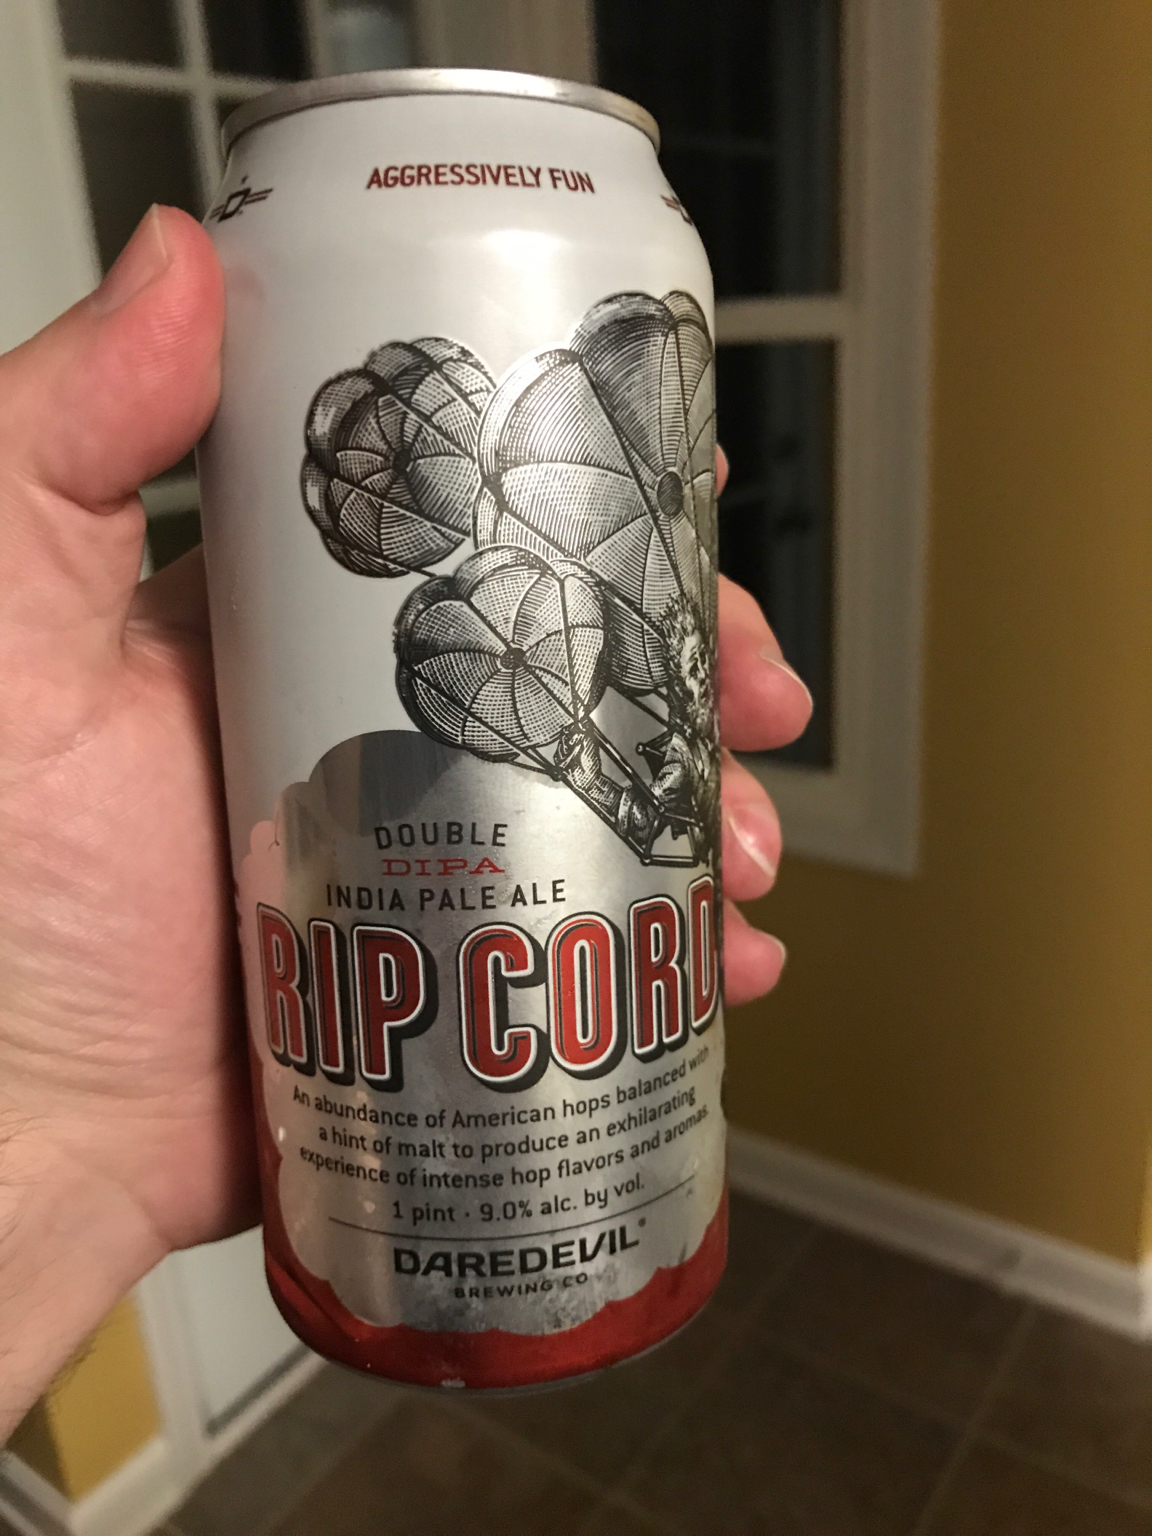 AGGRESSIVELY FUN
DOUBLE
DIPA
INDIA PALE ALE
RIP CORD
An abundance of American hops balanced with
a hint of malt to produce an exhilarating
experience of intense hop flavors and aromas.
1 pint · 9.0% alc. by vol.
DAREDEVIL®
BREWING CO